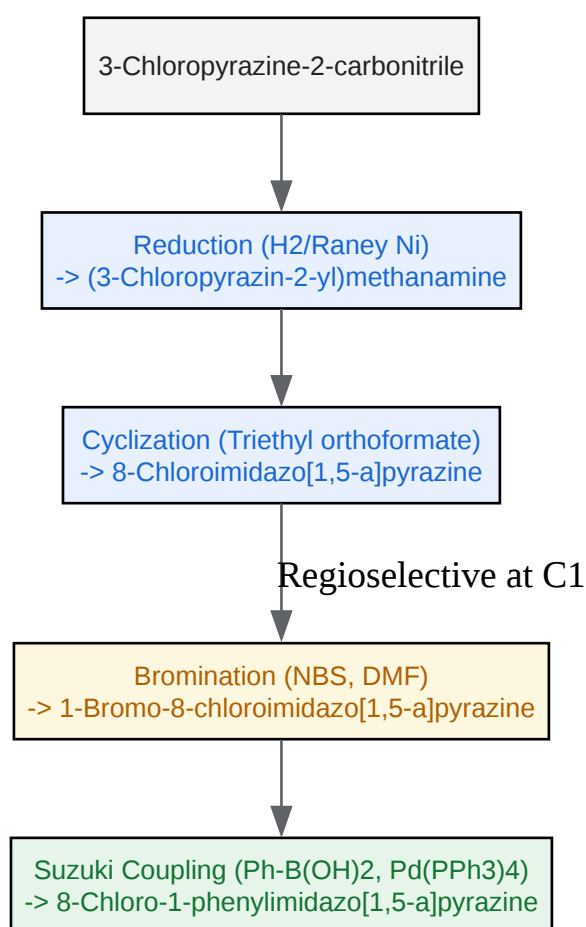 3-Chloropyrazine-2-carbonitrile
Reduction (H2/Raney Ni)
-> (3-Chloropyrazin-2-yl)methanamine
Cyclization (Triethyl orthoformate)
-> 8-Chloroimidazo[1,5-a]pyrazine
Regioselective at C1
Bromination (NBS, DMF)
-> 1-Bromo-8-chloroimidazo[1,5-a]pyrazine
Suzuki Coupling (Ph-B(OH)2, Pd(PPh3)4)
-> 8-Chloro-1-phenylimidazo[1,5-a]pyrazine